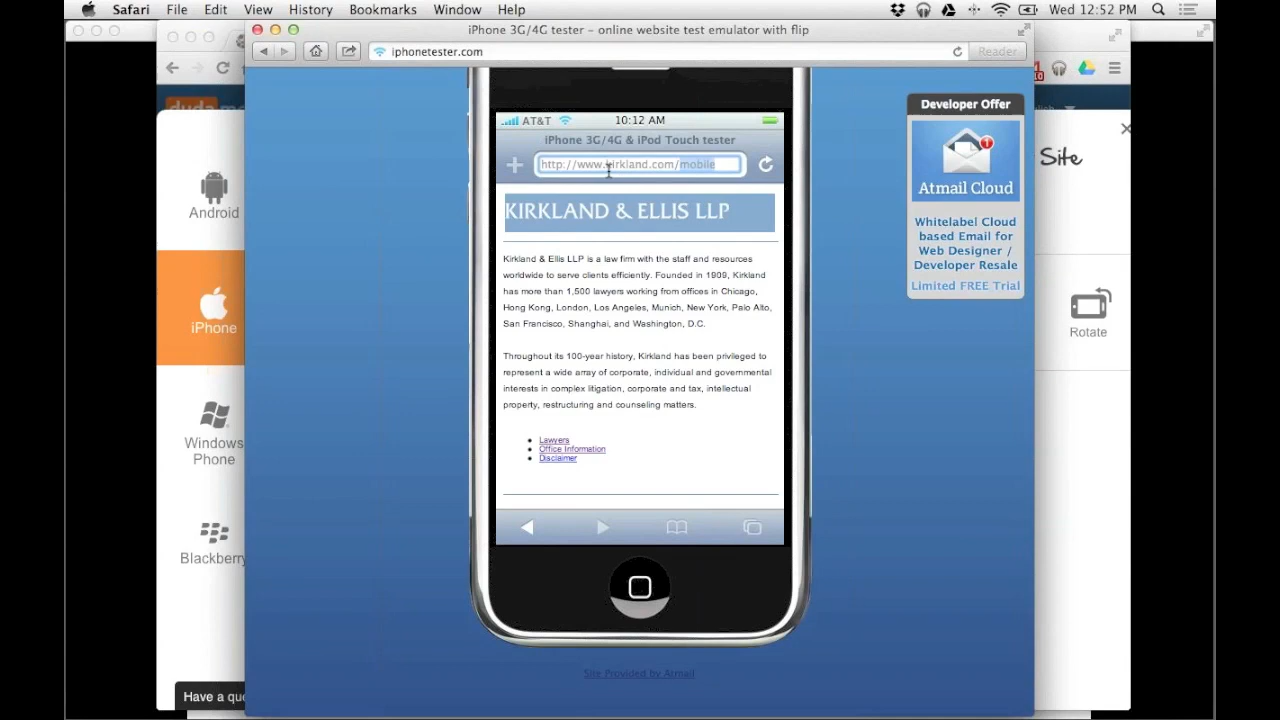 Safari File Edit View History Bookmarks Window Help Wed 12:52 PM
iPhone 3G/4G tester – online website test emulator with flip
iphonetester.com
Reader
10
duda
Site
Android
iPhone
Windows
Phone
Blackberry
Have a que
Rotate
AT&T 10:12 AM
iPhone 3G/4G & iPod Touch tester
http://www.kirkland.com/mobile
KIRKLAND & ELLIS LLP
Kirkland & Ellis LLP is a law firm with the staff and resources
worldwide to serve clients efficiently. Founded in 1909, Kirkland
has more than 1,500 lawyers working from offices in Chicago,
Hong Kong, London, Los Angeles, Munich, New York, Palo Alto,
San Francisco, Shanghai, and Washington, D.C.
Throughout its 100-year history, Kirkland has been privileged to
represent a wide array of corporate, individual and governmental
interests in complex litigation, corporate and tax, intellectual
property, restructuring and counseling matters.
Lawyers
Office Information
Disclaimer
Site Provided by Atmail
Developer Offer
1
Atmail Cloud
Whitelabel Cloud
based Email for
Web Designer /
Developer Resale
Limited FREE Trial